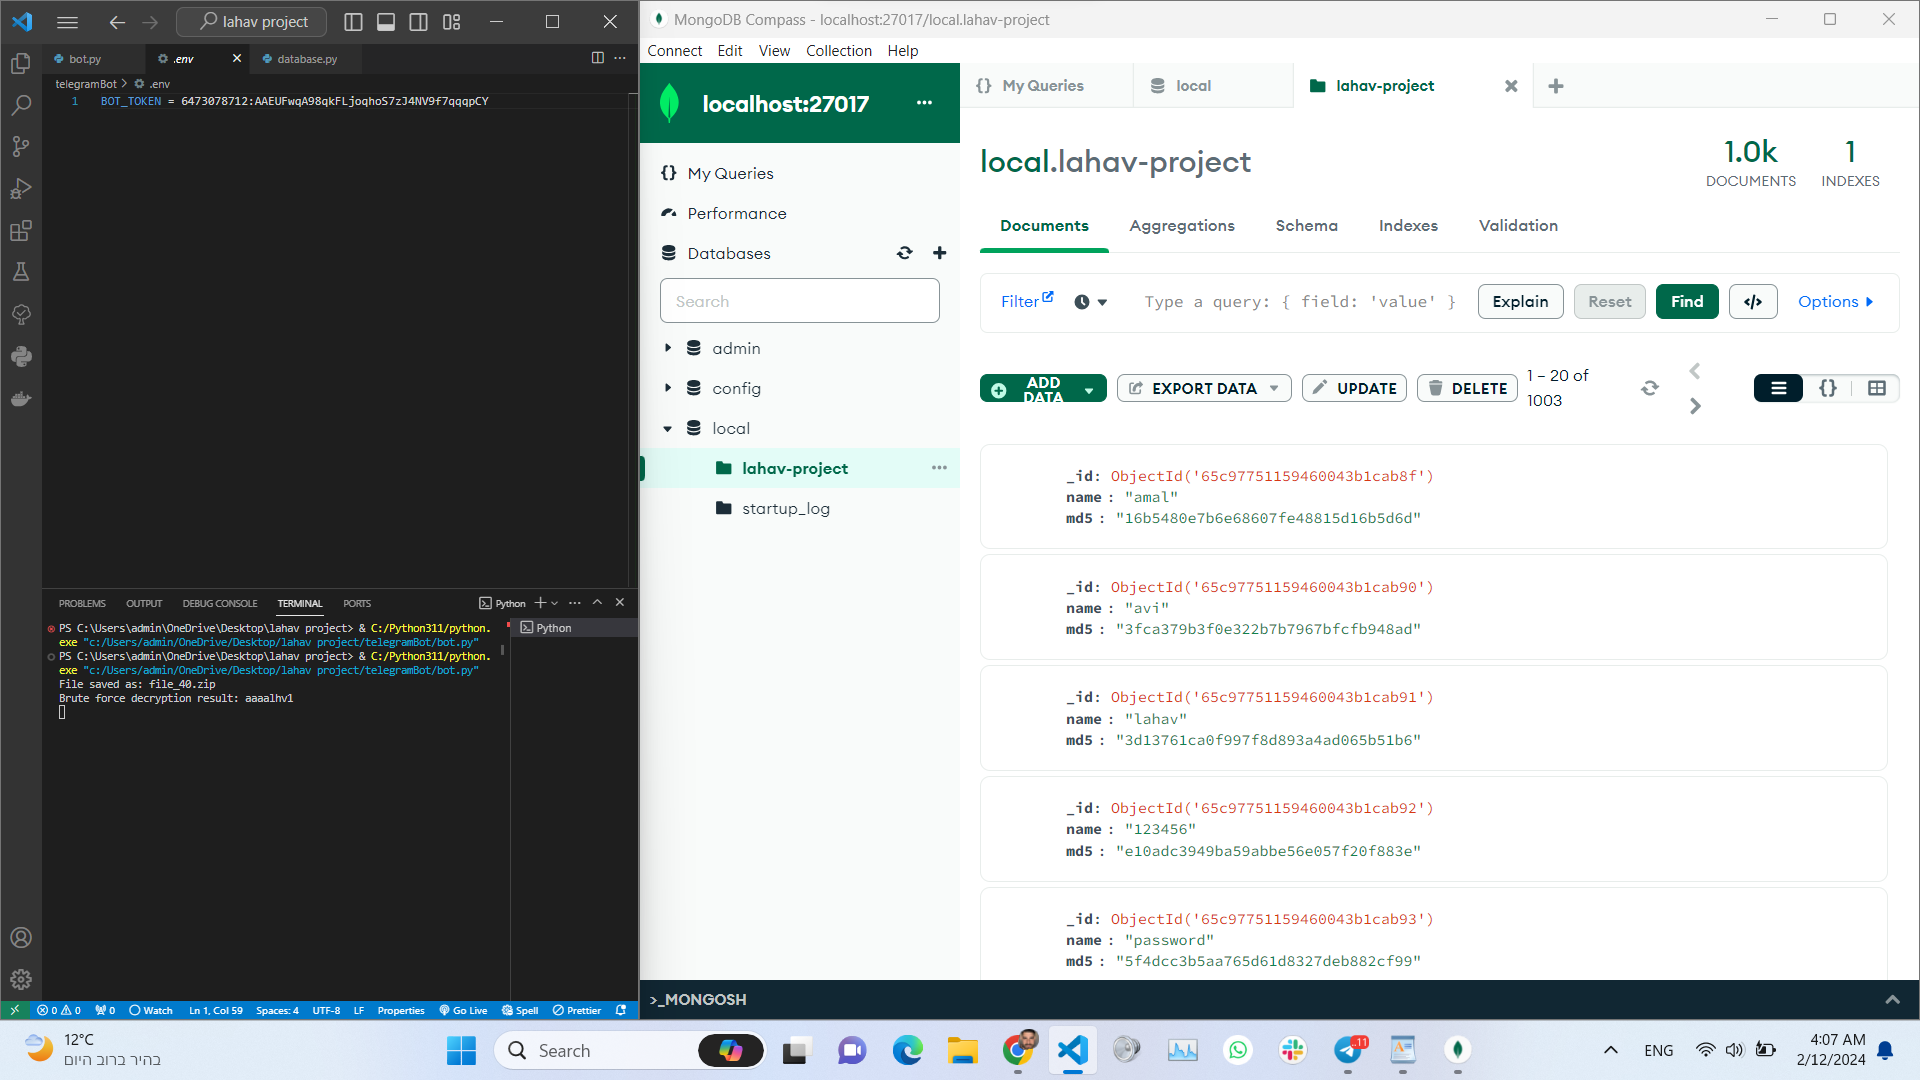 lahav project
bot.py
.env
database.py
telegramBot > .env
1 BOT_TOKEN = 6473078712:AAEUFwqA98qkFLjoqhoS7zJ4NV9f7qqqpCY
PROBLEMS OUTPUT DEBUG CONSOLE TERMINAL PORTS
Python
PS C:\Users\admin\OneDrive\Desktop\lahav project> & C:/Python311/python.
exe "c:/Users/admin/OneDrive/Desktop/lahav project/telegramBot/bot.py"
PS C:\Users\admin\OneDrive\Desktop\lahav project> & C:/Python311/python.
exe "c:/Users/admin/OneDrive/Desktop/lahav project/telegramBot/bot.py"
File saved as: file_40.zip
Brute force decryption result: aaaalhv1
Python
0 0 0 Watch Ln 1, Col 59 Spaces: 4 UTF-8 LF Properties Go Live Spell Prettier
MongoDB Compass - localhost:27017/local.lahav-project
Connect Edit View Collection Help
localhost:27017
My Queries
Performance
Databases
Search
admin
config
local
lahav-project
startup_log
My Queries
local
lahav-project
local.lahav-project
1.0k
DOCUMENTS
1
INDEXES
Documents Aggregations Schema Indexes Validation
Filter
Type a query: { field: 'value' }
Explain Reset Find </> Options
ADD DATA
EXPORT DATA
UPDATE
DELETE
1 – 20 of
1003
{}
_id: ObjectId('65c97751159460043b1cab8f')
name : "amal"
md5 : "16b5480e7b6e68607fe48815d16b5d6d"
_id: ObjectId('65c97751159460043b1cab90')
name : "avi"
md5 : "3fca379b3f0e322b7b7967bfcfb948ad"
_id: ObjectId('65c97751159460043b1cab91')
name : "lahav"
md5 : "3d13761ca0f997f8d893a4ad065b51b6"
_id: ObjectId('65c97751159460043b1cab92')
name : "123456"
md5 : "e10adc3949ba59abbe56e057f20f883e"
_id: ObjectId('65c97751159460043b1cab93')
name : "password"
md5 : "5f4dcc3b5aa765d61d8327deb882cf99"
>_MONGOSH
12°C
בהיר ברוב היום
Search
11
ENG
4:07 AM
2/12/2024